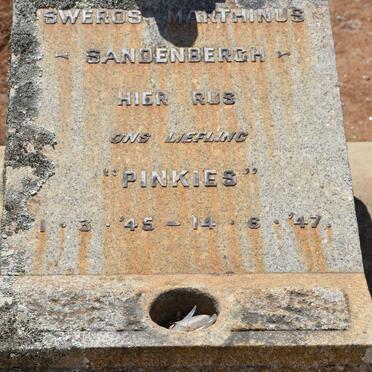 SWEROS MARTHINUS
SANDENBERGH
HIER RUS
ONS LIEFLING
"PINKIES"
1 · 3 · '45 – 14 · 6 · '47.